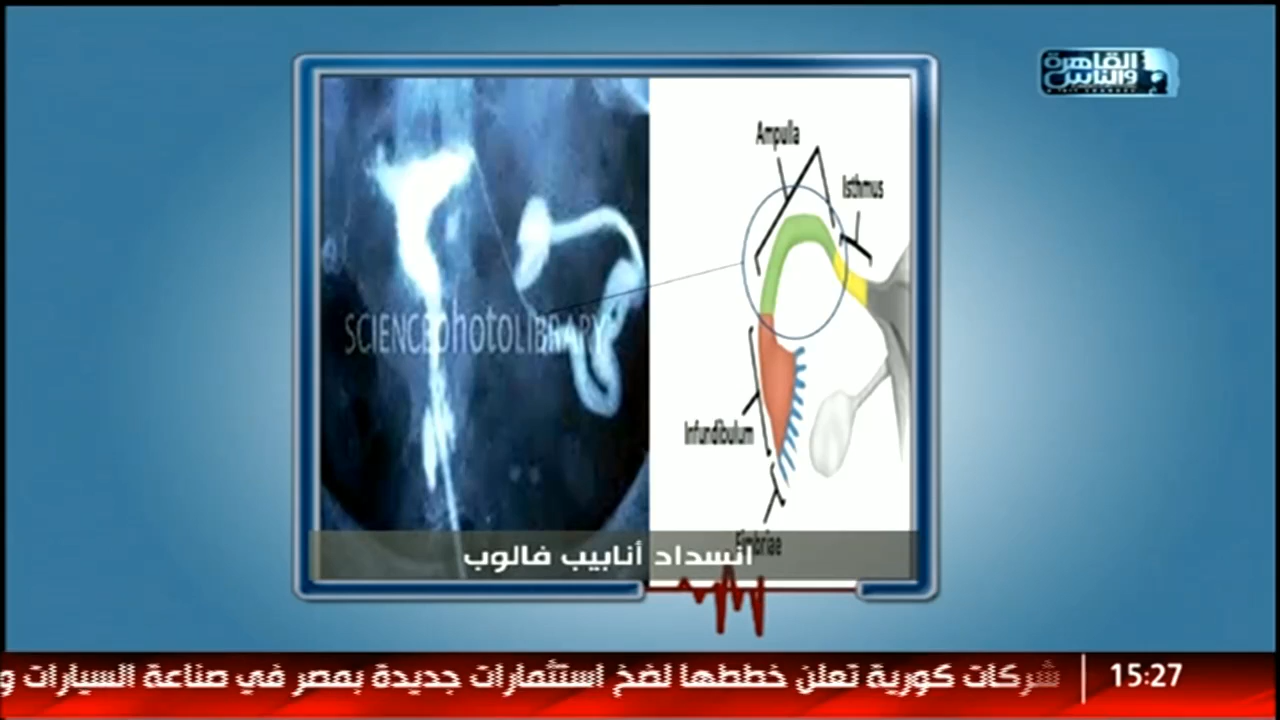 القاهرة
والناس
Ampulla
Isthmus
SCIENCEphotoLIBRARY
Infundibulum
Fimbriae
انسداد أنابيب فالوب
شركات كورية تعلن خططها لضخ استثمارات جديدة بمصر في صناعة السيارات و
15:27